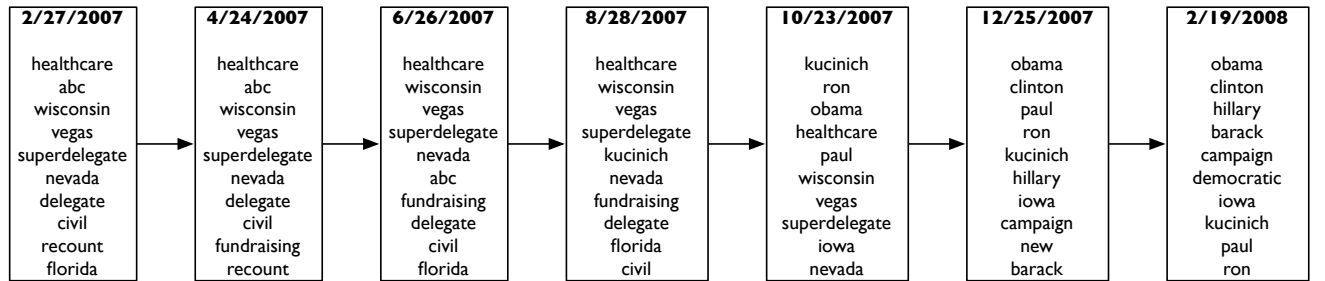 2/27/2007
healthcare
abc
wisconsin
vegas
superdelegate
nevada
delegate
civil
recount
florida
4/24/2007
healthcare
abc
wisconsin
vegas
superdelegate
nevada
delegate
civil
fundraising
recount
6/26/2007
healthcare
wisconsin
vegas
superdelegate
nevada
abc
fundraising
delegate
civil
florida
8/28/2007
healthcare
wisconsin
vegas
superdelegate
kucinich
nevada
fundraising
delegate
florida
civil
10/23/2007
kucinich
ron
obama
healthcare
paul
wisconsin
vegas
superdelegate
iowa
nevada
12/25/2007
obama
clinton
paul
ron
kucinich
hillary
iowa
campaign
new
barack
2/19/2008
obama
clinton
hillary
barack
campaign
democratic
iowa
kucinich
paul
ron